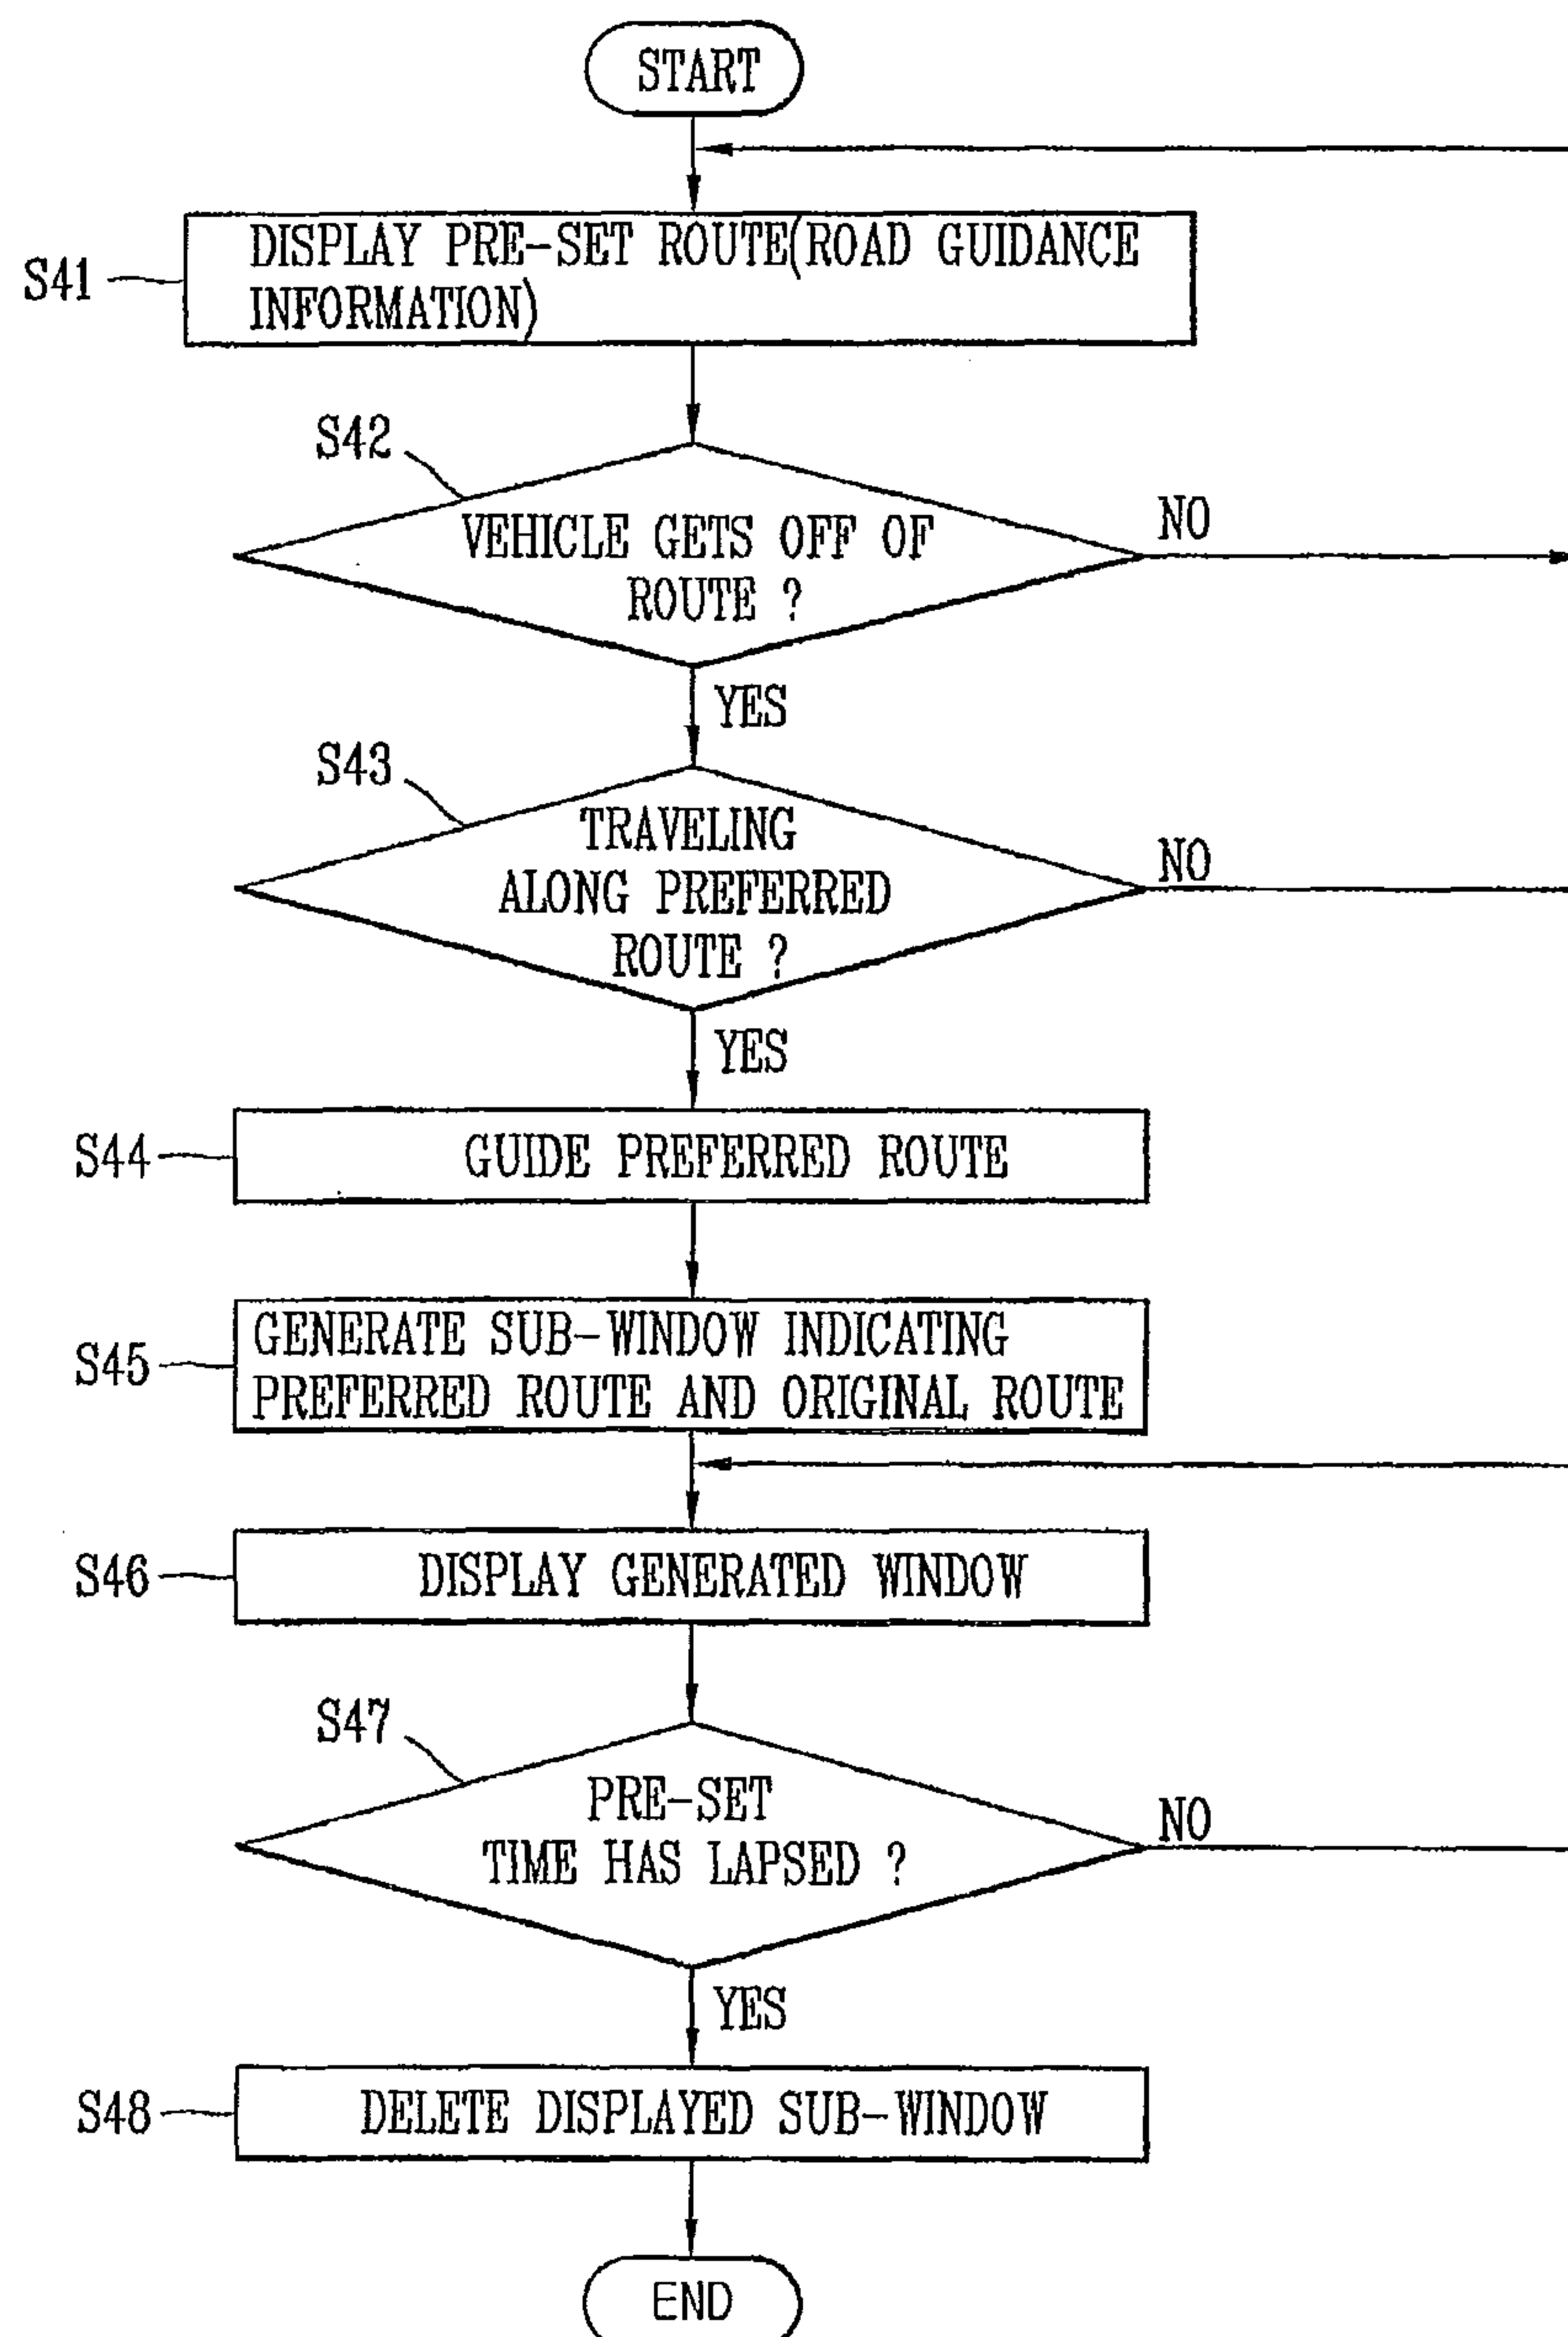 START
S41
DISPLAY PRE-SET ROUTE(ROAD GUIDANCE
INFORMATION)
S42
VEHICLE GETS OFF OF
ROUTE ?
NO
YES
S43
TRAVELING
ALONG PREFERRED
ROUTE ?
NO
YES
S44
GUIDE PREFERRED ROUTE
S45
GENERATE SUB-WINDOW INDICATING
PREFERRED ROUTE AND ORIGINAL ROUTE
S46
DISPLAY GENERATED WINDOW
S47
PRE-SET
TIME HAS LAPSED ?
NO
YES
S48
DELETE DISPLAYED SUB-WINDOW
END